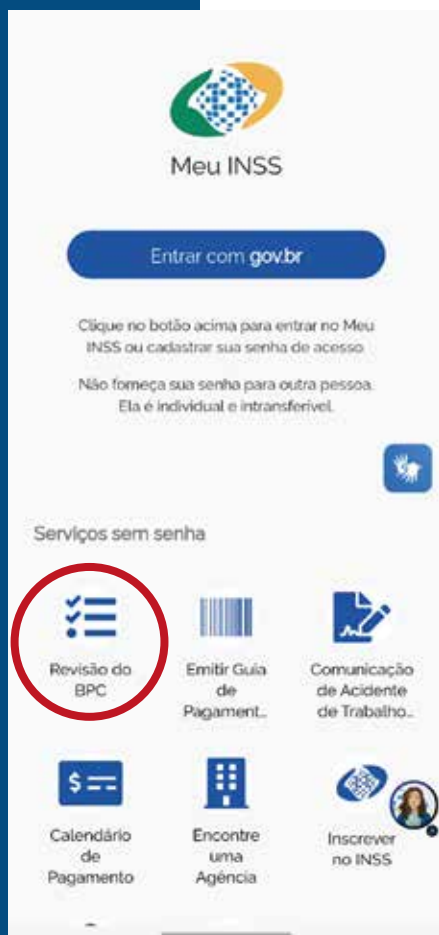 Meu INSS
Entrar com gov.br
Clique no botão acima para entrar no Meu
INSS ou cadastrar sua senha de acesso.
Não forneça sua senha para outra pessoa.
Ela é individual e intransferível.
Serviços sem senha
Revisão do
BPC
Emitir Guia
de
Pagament...
Comunicação
de Acidente
de Trabalho...
$
Calendário
de
Pagamento
Encontre
uma
Agência
Inscrever
no INSS